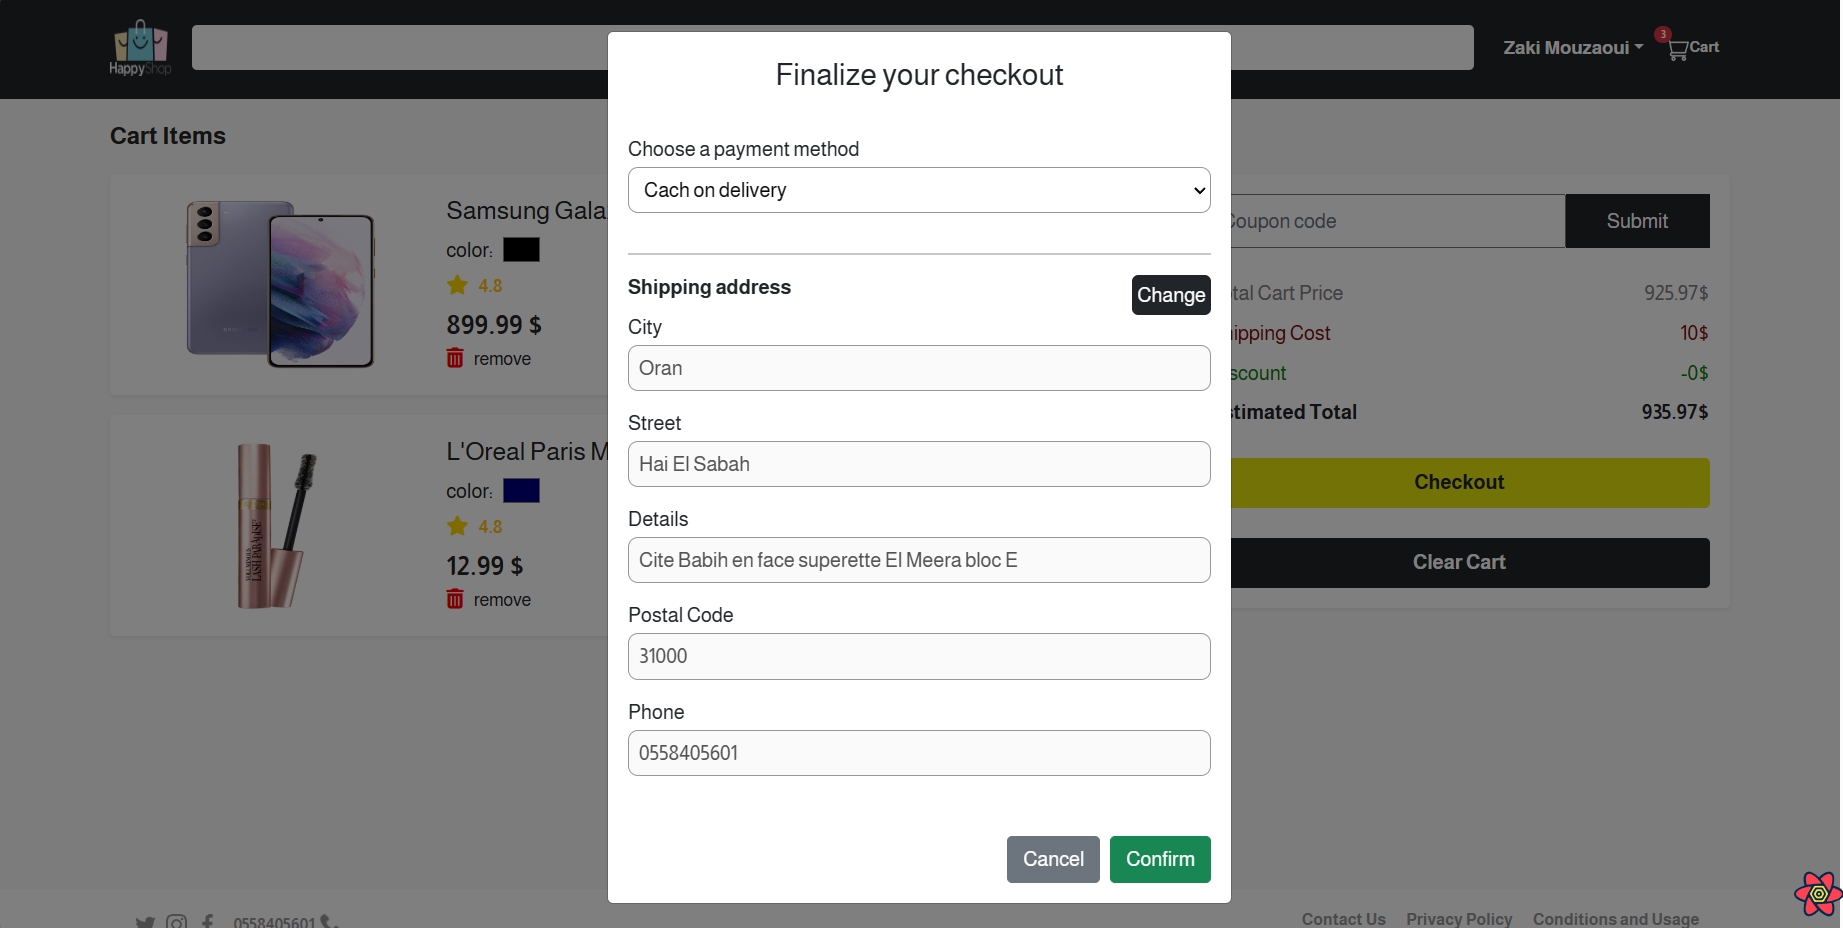 HappyShop
Zaki Mouzaoui
3
Cart
Cart Items
Samsung Gala
color:
4.8
899.99 $
remove
L'Oreal Paris M
color:
4.8
12.99 $
remove
Finalize your checkout
Choose a payment method
Cach on delivery
Shipping address
Change
City
Oran
Street
Hai El Sabah
Details
Cite Babih en face superette El Meera bloc E
Postal Code
31000
Phone
0558405601
Cancel
Confirm
Coupon code
Submit
tal Cart Price
925.97$
ipping Cost
10$
scount
-0$
timated Total
935.97$
Checkout
Clear Cart
0558405601
Contact Us
Privacy Policy
Conditions and Usage